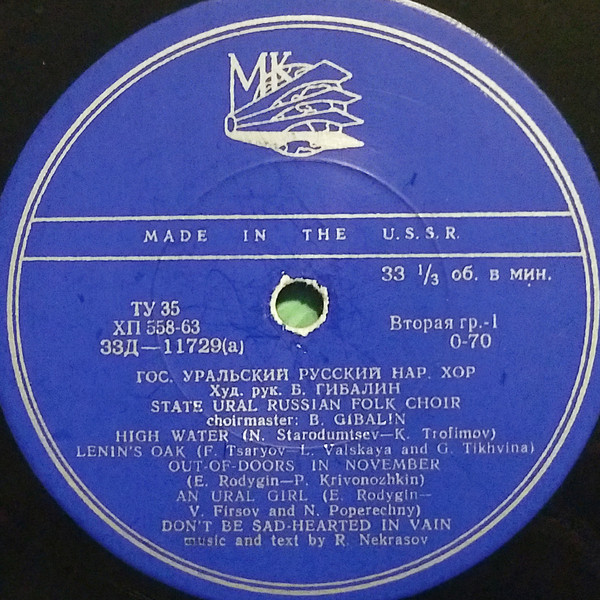 МК
MADE IN THE U.S.S.R.
33 1/3 об. в мин.
ТУ 35
ХП 558-63
33Д—11729(а)
Вторая гр.-1
0-70
ГОС. УРАЛЬСКИЙ РУССКИЙ НАР. ХОР
Худ. рук. Б. ГИБАЛИН
STATE URAL RUSSIAN FOLK CHOIR
choirmaster: B. GIBALIN
HIGH WATER (N. Starodumtsev—K. Trofimov)
LENIN'S OAK (F. Tsaryov—L. Valskaya and G. Tikhvina)
OUT-OF-DOORS IN NOVEMBER
(E. Rodygin—P. Krivonozhkin)
AN URAL GIRL (E. Rodygin—
V. Firsov and N. Poperechny)
DON'T BE SAD-HEARTED IN VAIN
music and text by R. Nekrasov